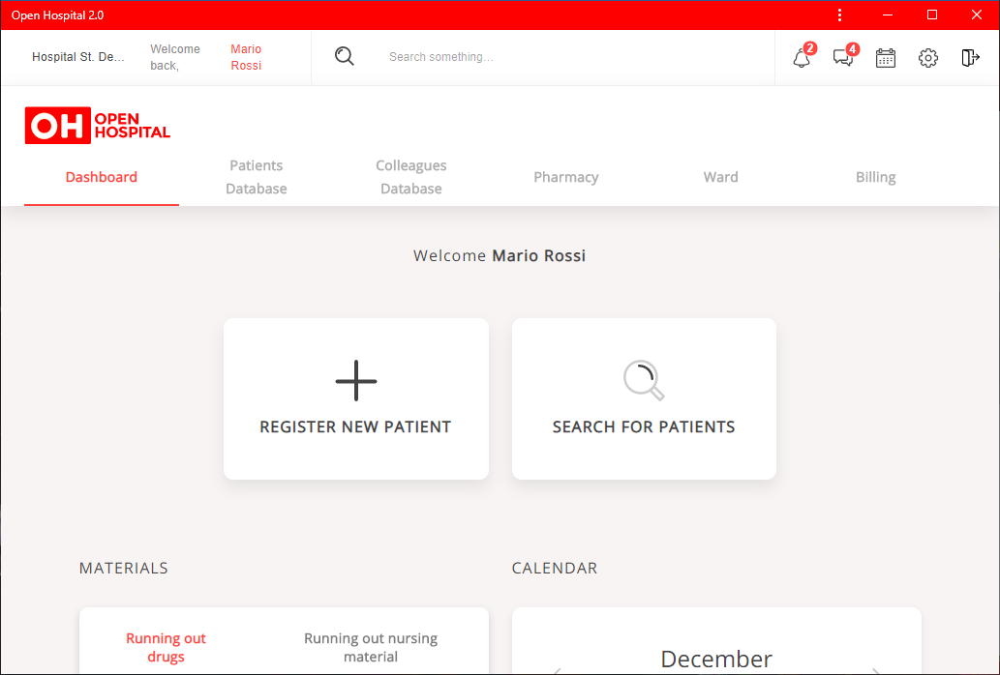 Open Hospital 2.0
Hospital St. De...
Welcome back,
Mario Rossi
Search something...
2
4
OH OPEN HOSPITAL
Dashboard
Patients Database
Colleagues Database
Pharmacy
Ward
Billing
Welcome Mario Rossi
REGISTER NEW PATIENT
SEARCH FOR PATIENTS
MATERIALS
CALENDAR
Running out drugs
Running out nursing material
December